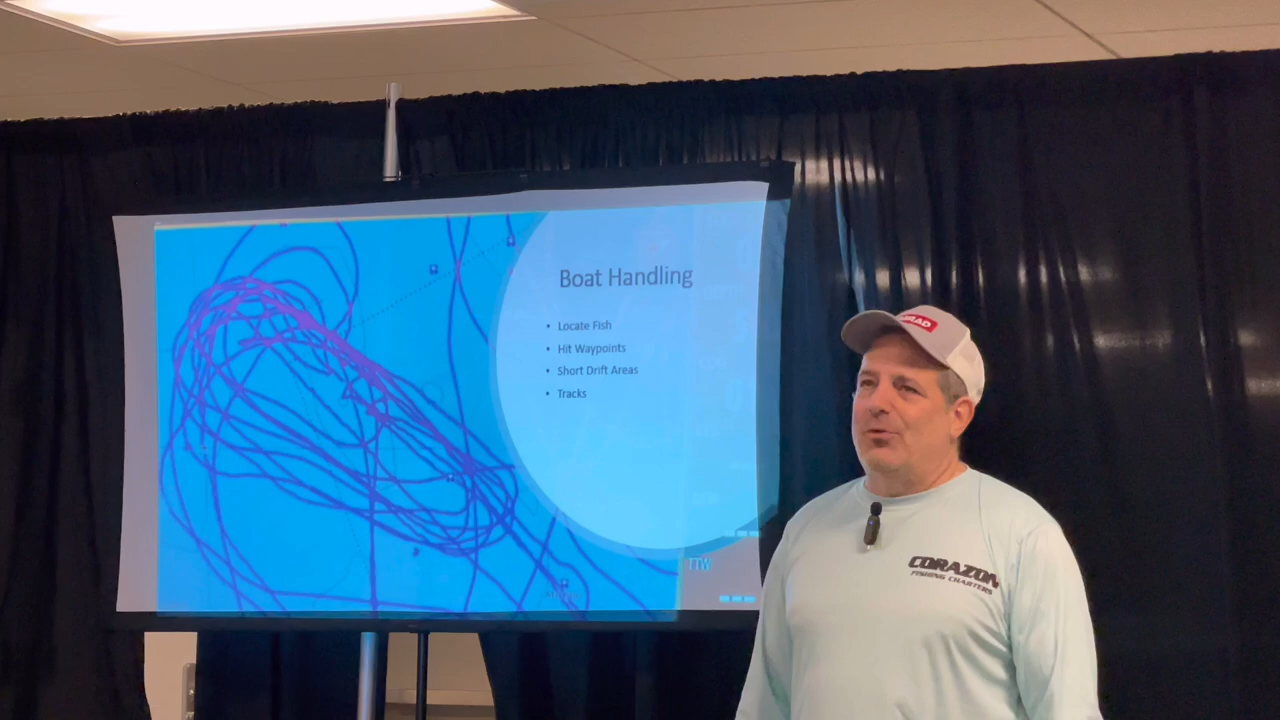 Boat Handling
• Locate Fish
• Hit Waypoints
• Short Drift Areas
• Tracks
CORAZON
FISHING CHARTERS